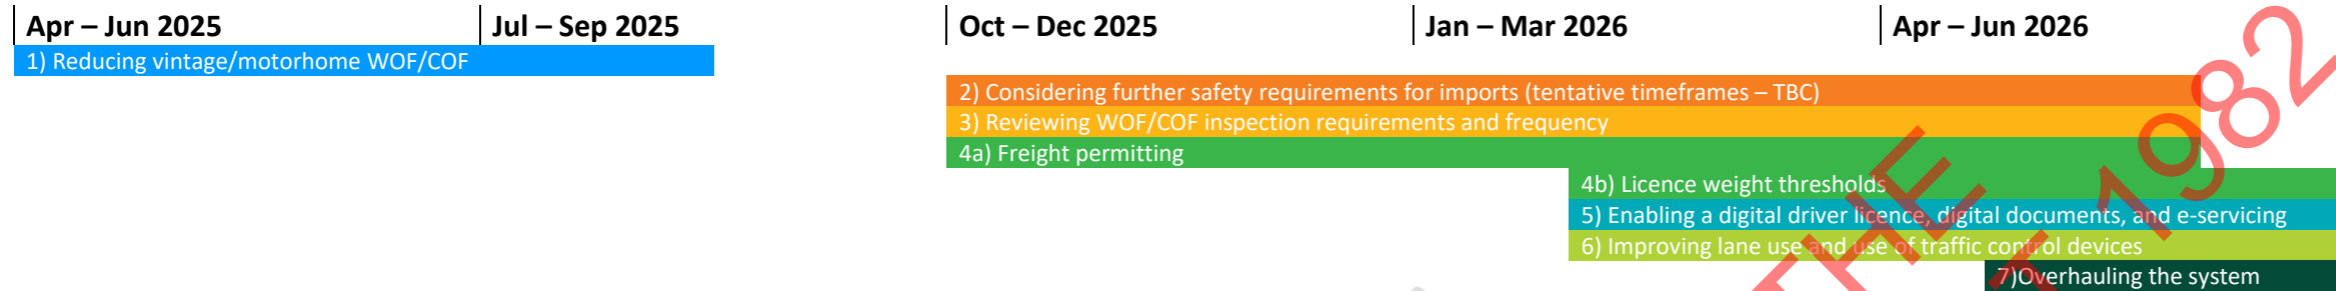 Apr – Jun 2025 Jul – Sep 2025 Oct – Dec 2025 Jan – Mar 2026 Apr – Jun 2026
1) Reducing vintage/motorhome WOF/COF
2) Considering further safety requirements for imports (tentative timeframes – TBC)
3) Reviewing WOF/COF inspection requirements and frequency
4a) Freight permitting
4b) Licence weight thresholds
5) Enabling a digital driver licence, digital documents, and e-servicing
6) Improving lane use and use of traffic control devices
7)Overhauling the system
THE
1982